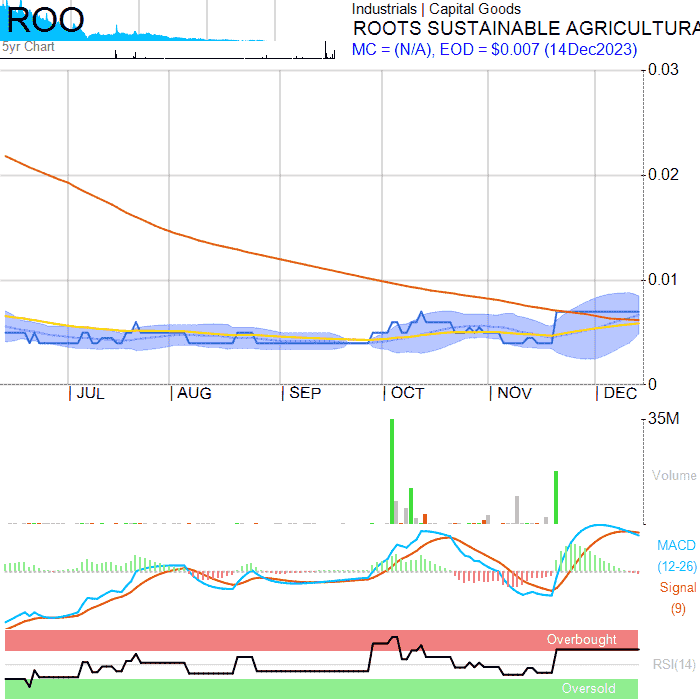 ROO
5yr Chart
Industrials | Capital Goods
ROOTS SUSTAINABLE AGRICULTURA
MC = (N/A), EOD = $0.007 (14Dec2023)
0.03
0.02
0.01
0
JUL AUG SEP OCT NOV DEC
35M
Volume
MACD
(12-26)
Signal
(9)
Overbought
RSI(14)
Oversold